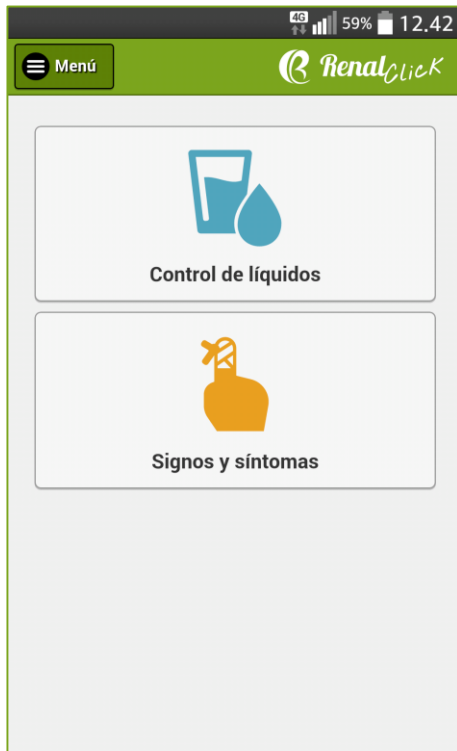 4G 59% 12.42
Menú RenalClicK
Control de líquidos
Signos y síntomas